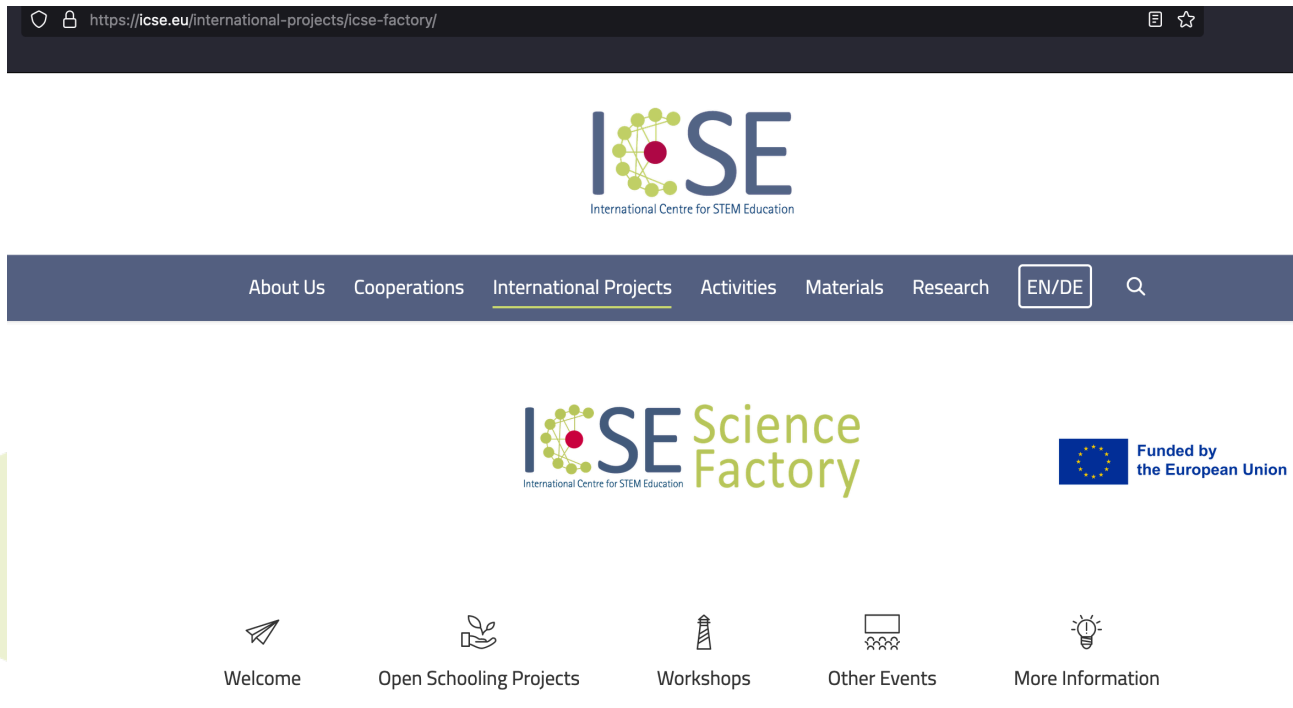 https://icse.eu/international-projects/icse-factory/
ICSE
International Centre for STEM Education
About Us Cooperations International Projects Activities Materials Research EN/DE
ICSE Science Factory
International Centre for STEM Education
Funded by
the European Union
Welcome Open Schooling Projects Workshops Other Events More Information